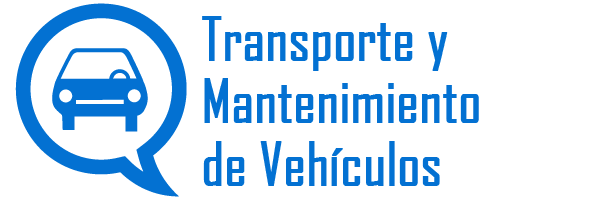 Transporte y
Mantenimiento
de Vehículos